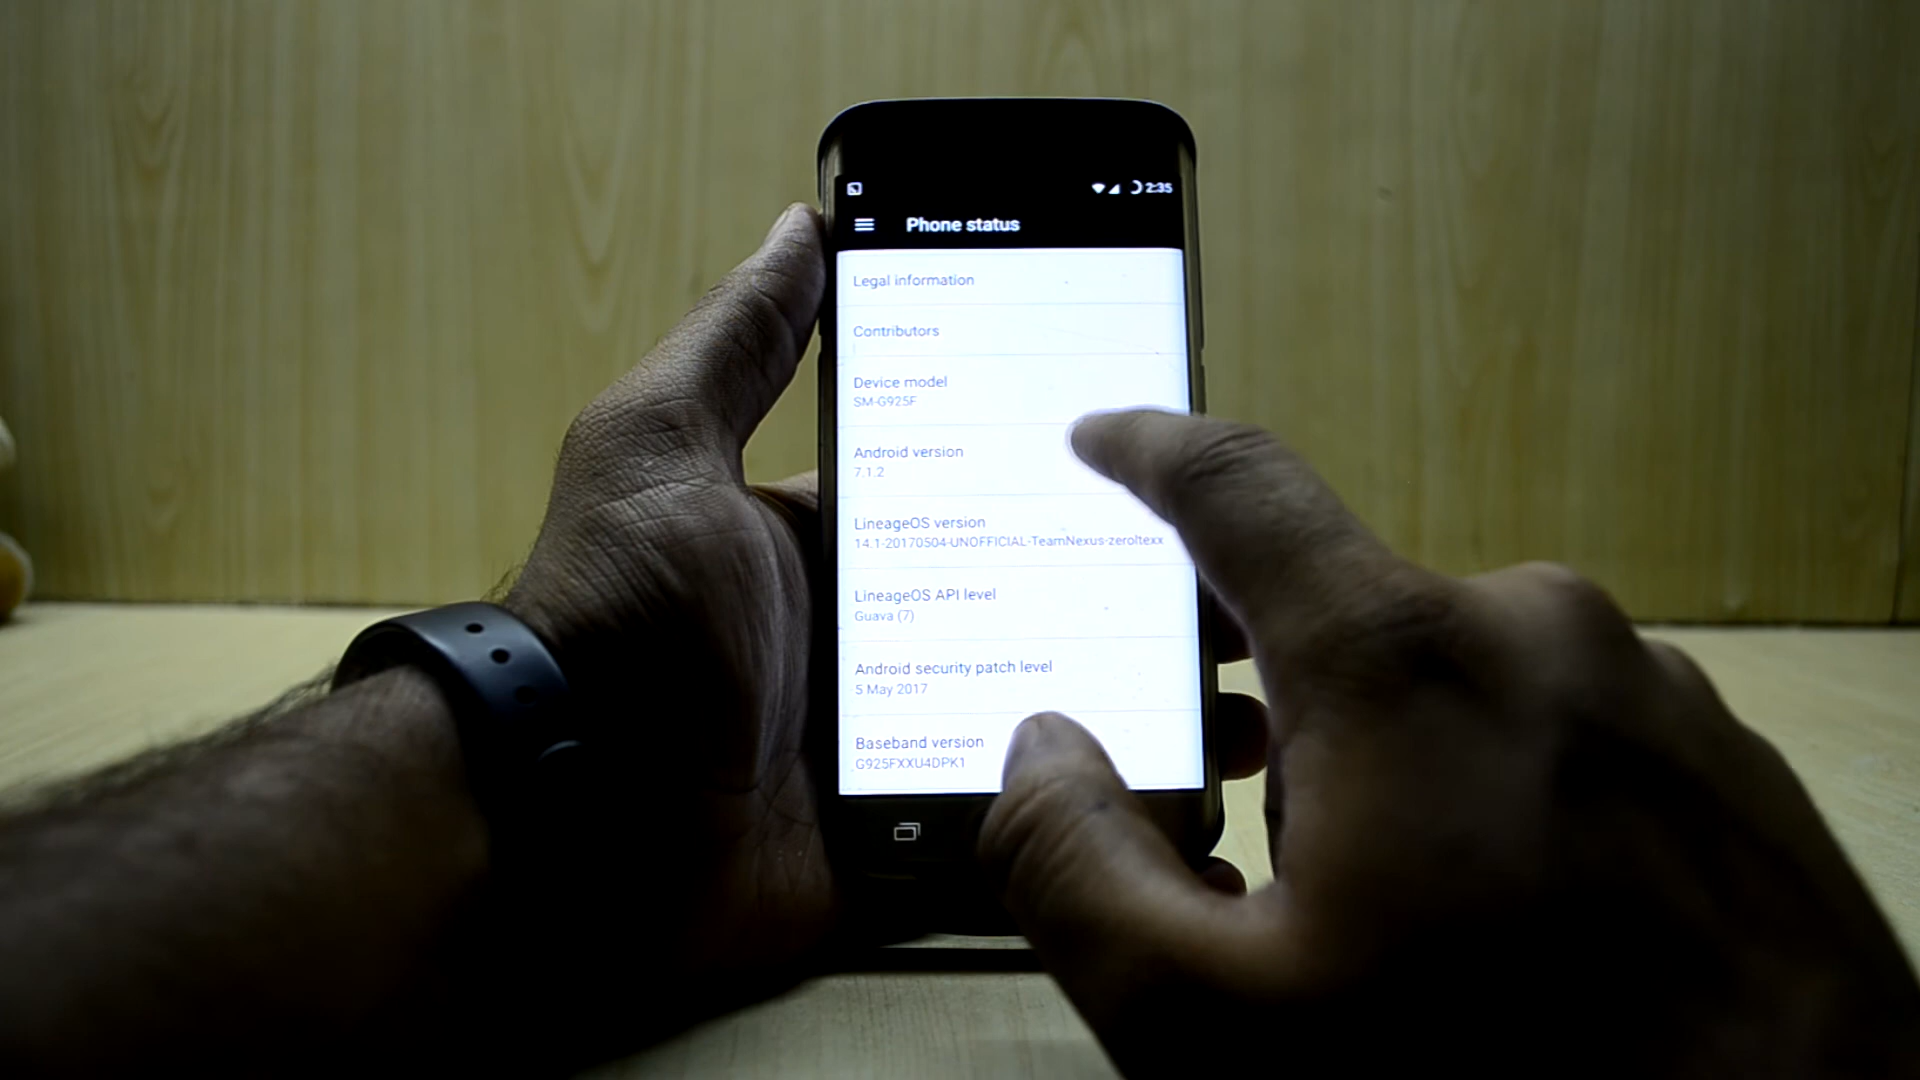 2:35
Phone status
Legal information
Contributors
Device model
SM-G925F
Android version
7.1.2
LineageOS version
14.1-20170504-UNOFFICIAL-TeamNexus-zeroltexx
LineageOS API level
Guava (7)
Android security patch level
5 May 2017
Baseband version
G925FXXU4DPK1